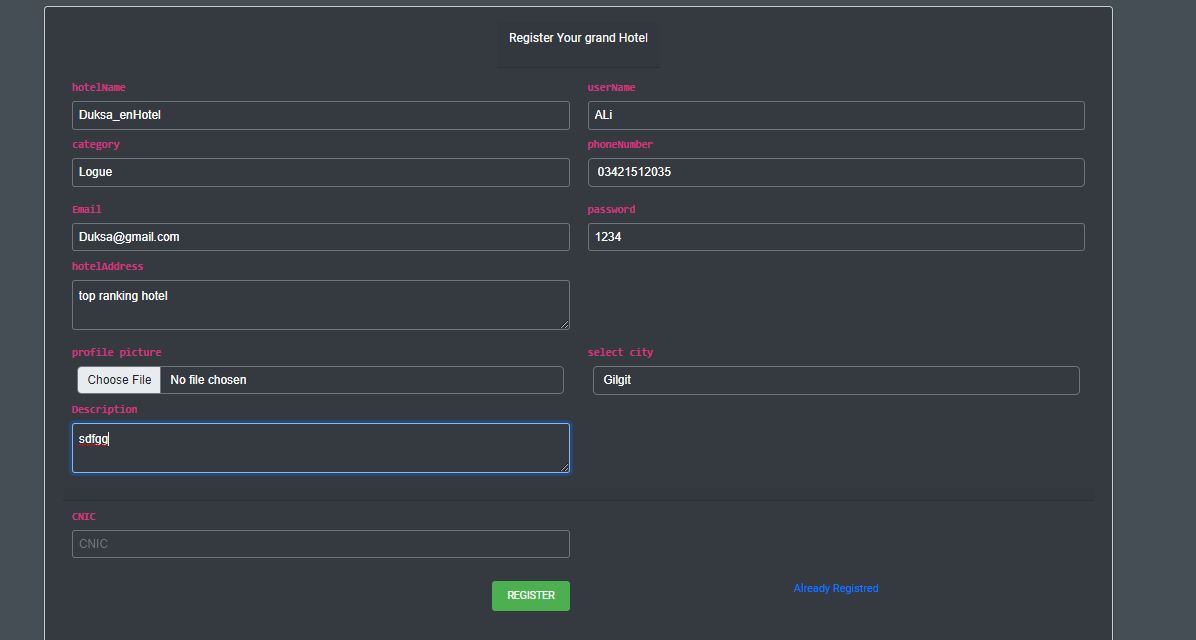 Register Your grand Hotel
hotelName userName
Duksa_enHotel ALi
category phoneNumber
Logue 03421512035
Email password
Duksa@gmail.com 1234
hotelAddress
top ranking hotel
profile picture select city
Choose File No file chosen Gilgit
Description
sdfgg
CNIC
CNIC
REGISTER Already Registred